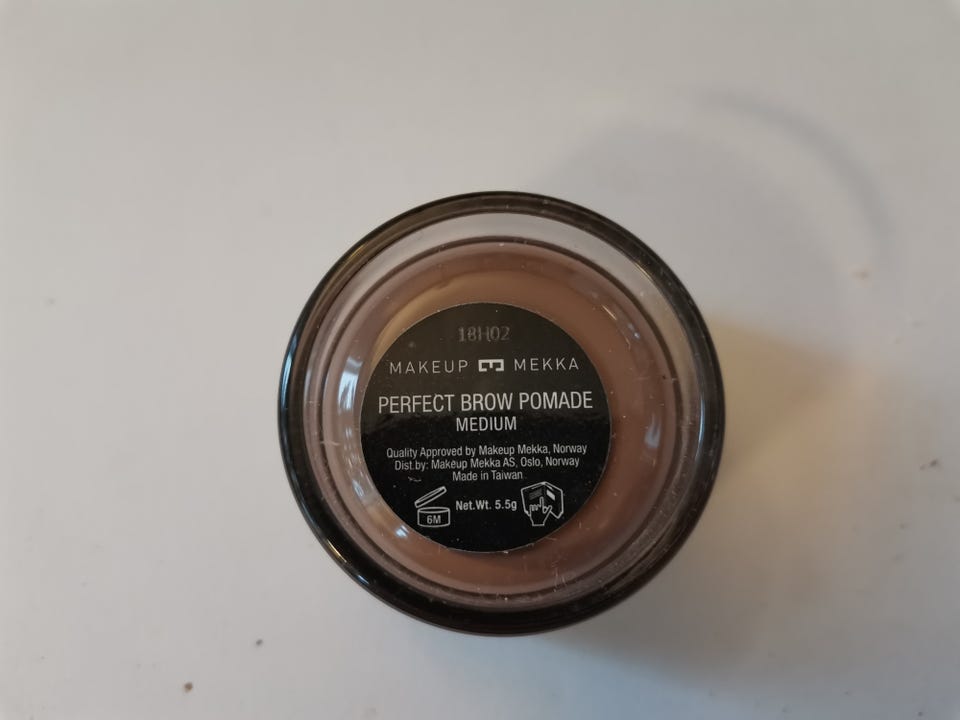 18H02
MAKEUP MEKKA
PERFECT BROW POMADE
MEDIUM
Quality Approved by Makeup Mekka, Norway
Dist.by: Makeup Mekka AS, Oslo, Norway
Made in Taiwan
6M Net.Wt. 5.5g